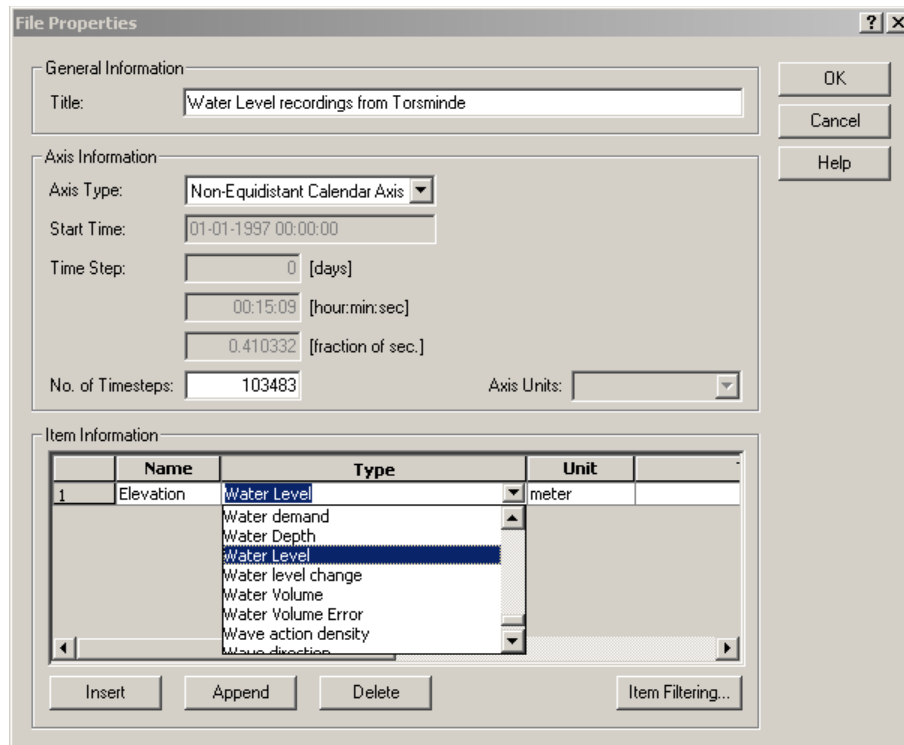 File Properties
General Information
Title: Water Level recordings from Torsminde
OK
Cancel
Help
Axis Information
Axis Type: Non-Equidistant Calendar Axis
Start Time: 01-01-1997 00:00:00
Time Step: 0 [days]
00:15:09 [hour:min:sec]
0.410332 [fraction of sec.]
No. of Timesteps: 103483 Axis Units:
Item Information
Name Type Unit
1 Elevation Water Level meter
Water demand
Water Depth
Water Level
Water level change
Water Volume
Water Volume Error
Wave action density
Wave direction
Insert Append Delete Item Filtering...